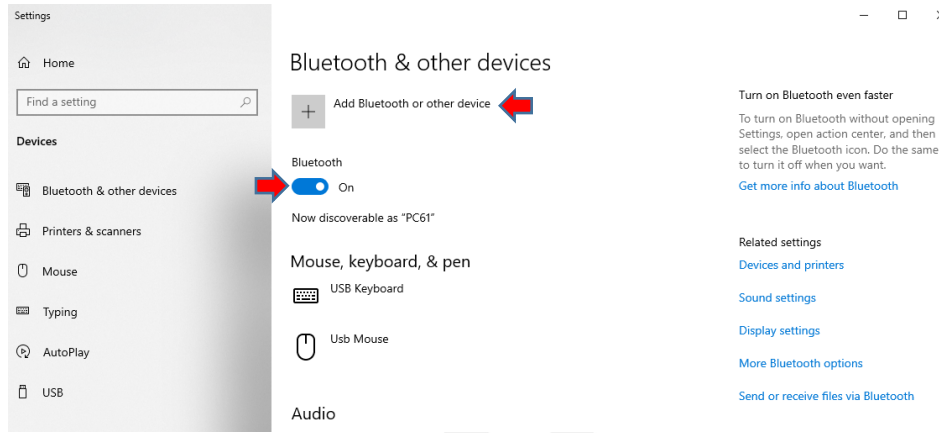 Settings
Home
Find a setting
Devices
Bluetooth & other devices
Printers & scanners
Mouse
Typing
AutoPlay
USB
Bluetooth & other devices
Add Bluetooth or other device
Bluetooth
On
Now discoverable as "PC61"
Mouse, keyboard, & pen
USB Keyboard
Usb Mouse
Audio
Turn on Bluetooth even faster
To turn on Bluetooth without opening
Settings, open action center, and then
select the Bluetooth icon. Do the same
to turn it off when you want.
Get more info about Bluetooth
Related settings
Devices and printers
Sound settings
Display settings
More Bluetooth options
Send or receive files via Bluetooth